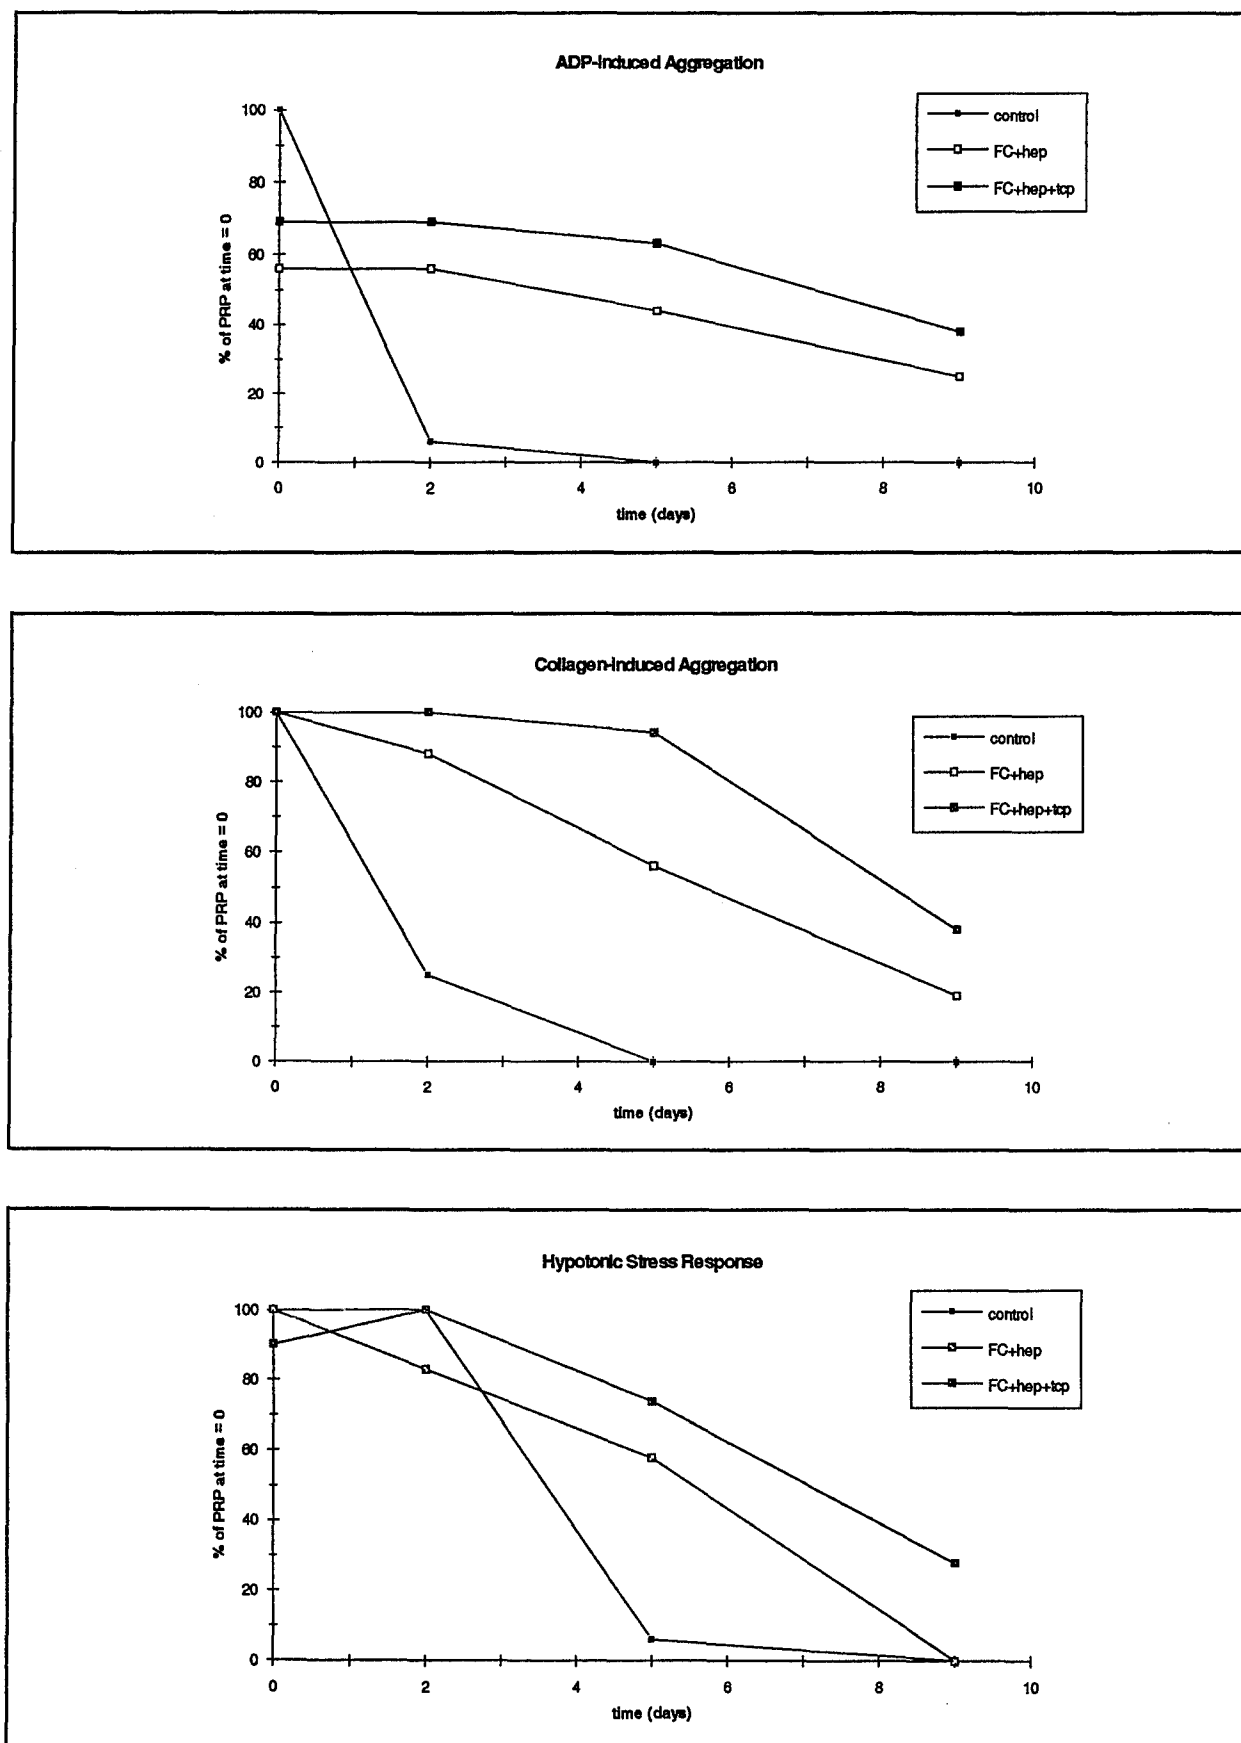 ADP-Induced Aggregation
100
80
60
40
20
0
% of PRP at time = 0
0 2 4 6 8 10
time (days)
control
FC+hep
FC+hep+tcp
Collagen-Induced Aggregation
100
80
60
40
20
0
% of PRP at time = 0
0 2 4 6 8 10
time (days)
control
FC+hep
FC+hep+tcp
Hypotonic Stress Response
100
80
60
40
20
0
% of PRP at time = 0
0 2 4 6 8 10
time (days)
control
FC+hep
FC+hep+tcp